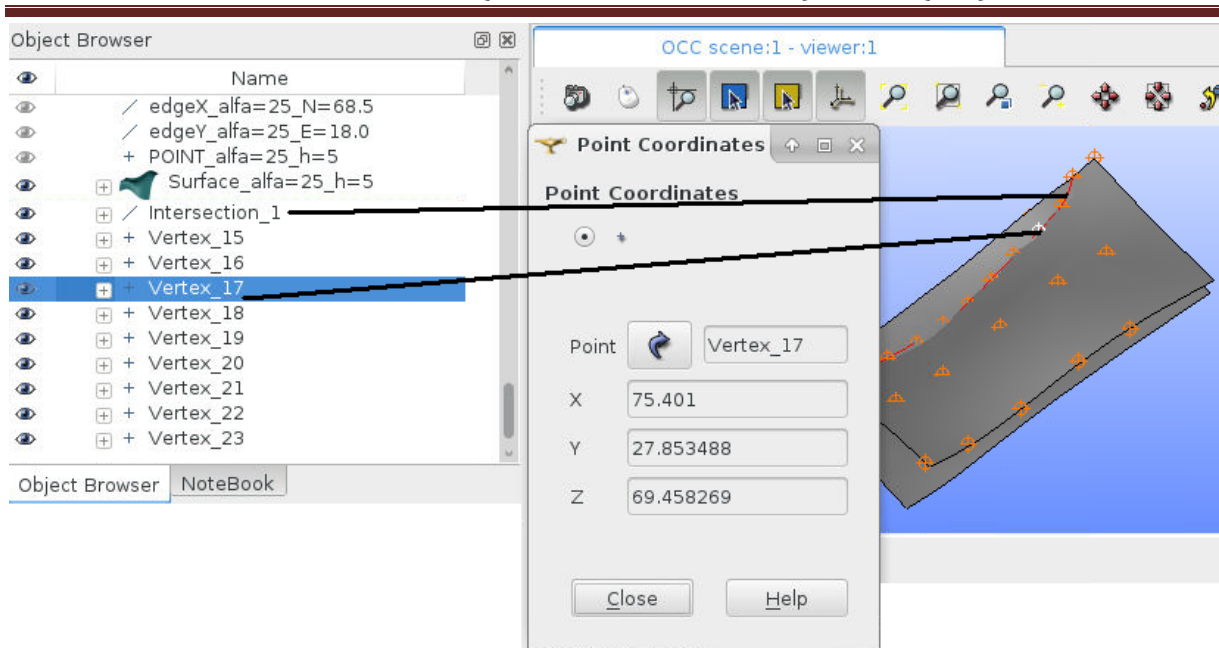 Object Browser
Name
edgeX_alfa=25_N=68.5
edgeY_alfa=25_E=18.0
POINT_alfa=25_h=5
Surface_alfa=25_h=5
Intersection_1
Vertex_15
Vertex_16
Vertex_17
Vertex_18
Vertex_19
Vertex_20
Vertex_21
Vertex_22
Vertex_23
Object Browser NoteBook
OCC scene:1 - viewer:1
Point Coordinates
Point Coordinates
Point Vertex_17
X 75.401
Y 27.853488
Z 69.458269
Close Help